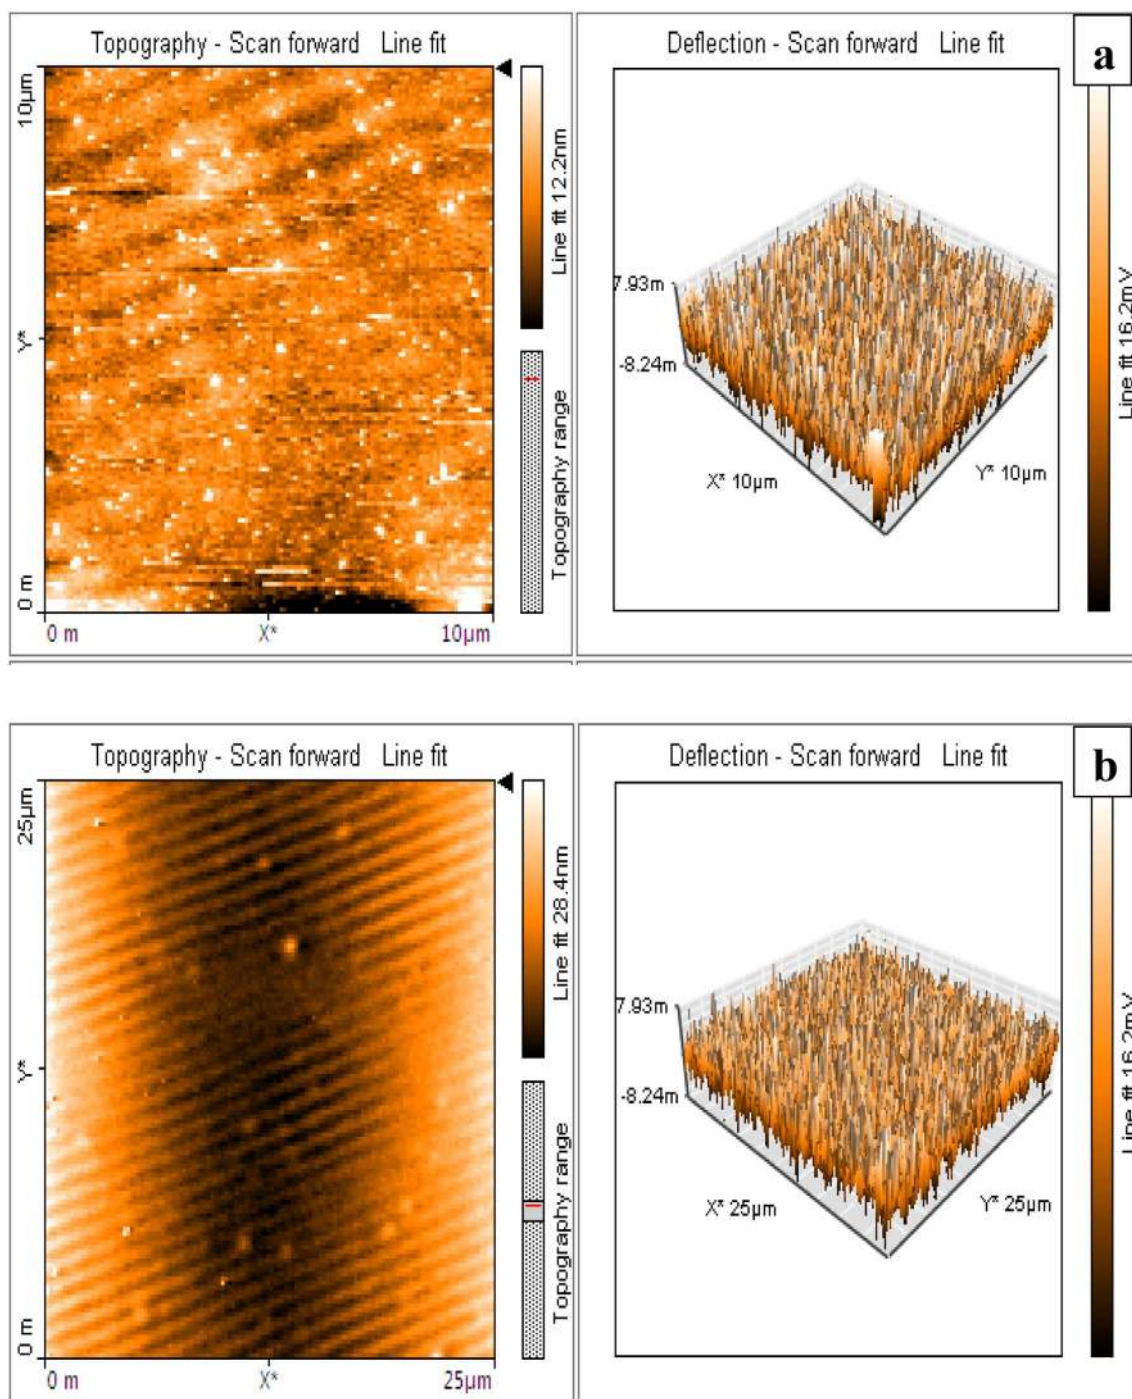 Topography - Scan forward Line fit
10µm
Y*
0 m
0 m X* 10µm
Line fit 12.2nm
Topography range
Deflection - Scan forward Line fit
a
7.93m
-8.24m
X* 10µm
Y* 10µm
Line fit 16.2mV
Topography - Scan forward Line fit
25µm
Y*
0 m
0 m X* 25µm
Line fit 28.4nm
Topography range
Deflection - Scan forward Line fit
b
7.93m
-8.24m
X* 25µm
Y* 25µm
Line fit 16.2mV